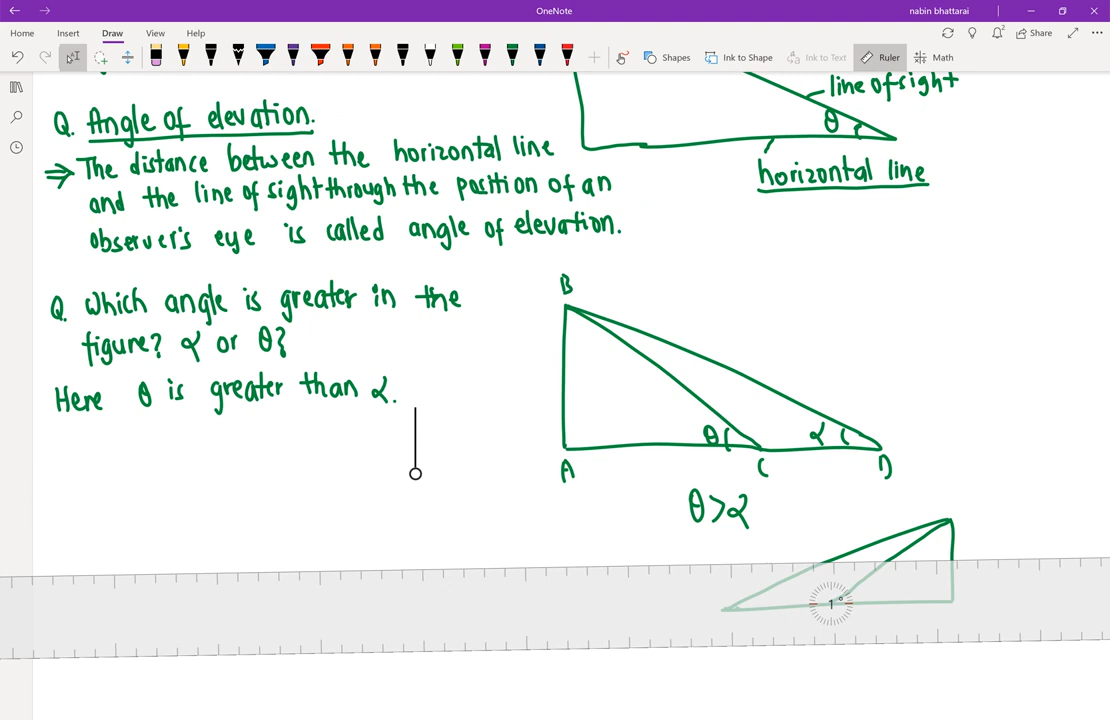 OneNote
nabin bhattarai
Home Insert Draw View Help
Share
Shapes
Ink to Shape
Ink to Text
Ruler
Math
line of sight
θ
horizontal line
Q. Angle of elevation.
⇒ The distance between the horizontal line
and the line of sight through the position of an
observer's eye is called angle of elevation.
Q. Which angle is greater in the
figure? α or θ?
Here θ is greater than α.
B
θ
α
A
C
D
θ>α
1°